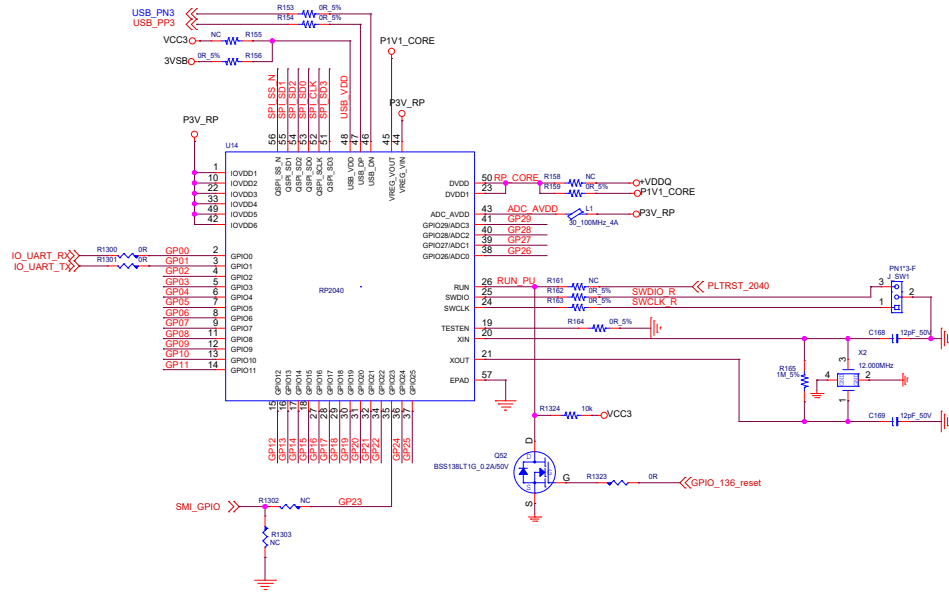 USB_PN3 R153 0R_5%
USB_PP3 R154 0R_5%
VCC3 NC R155
P1V1_CORE
3VSB 0R_5% R156
SPI_SS_N
SPI_SD1
SPI_SD2
SPI_SD0
SPI_CLK
SPI_SD3
USB_VDD
P3V_RP
P3V_RP
56 55 54 53 52 51 48 47 46 45 44
U14
QSPI_SS_N
QSPI_SD1
QSPI_SD2
QSPI_SD0
QSPI_SCLK
QSPI_SD3
USB_VDD
USB_DP
USB_DN
VREG_VOUT
VREG_VIN
1 IOVDD1
10 IOVDD2
22 IOVDD3
33 IOVDD4
49 IOVDD5
42 IOVDD6
DVDD 50 RP_CORE R158 NC +VDDQ
DVDD1 23 R159 0R_5% P1V1_CORE
ADC_AVDD 43 ADC_AVDD L1 P3V_RP
30_100MHz_4A
GPIO29/ADC3 41 GP29
GPIO28/ADC2 40 GP28
GPIO27/ADC1 39 GP27
GPIO26/ADC0 38 GP26
IO_UART_RX R1300 0R GP00 2 GPIO0
IO_UART_TX R1301 0R GP01 3 GPIO1
GP02 4 GPIO2
GP03 5 GPIO3
GP04 6 GPIO4
GP05 7 GPIO5
GP06 8 GPIO6
GP07 9 GPIO7
GP08 11 GPIO8
GP09 12 GPIO9
GP10 13 GPIO10
GP11 14 GPIO11
RP2040
PN1*3-F
J_SW1
RUN 26 RUN_PU R161 NC PLTRST_2040
SWDIO 25 R162 0R_5% SWDIO_R 3 2
SWCLK 24 R163 0R_5% SWCLK_R 1
TESTEN 19 R164 0R_5%
XIN 20 C168 12pF_50V
XOUT 21
X2
12.000MHz
3
4 GND GND 2
1
R165
1M_5%
EPAD 57
C169 12pF_50V
GPIO12
GPIO13
GPIO14
GPIO15
GPIO16
GPIO17
GPIO18
GPIO19
GPIO20
GPIO21
GPIO22
GPIO23
GPIO24
GPIO25
15 16 17 18 27 28 29 30 31 32 34 35 36 37
GP12
GP13
GP14
GP15
GP16
GP17
GP18
GP19
GP20
GP21
GP22
GP24
GP25
R1324 10k VCC3
D
Q52
BSS138LT1G_0.2A/50V
D
S
G R1323 0R GPIO_136_reset
S
SMI_GPIO R1302 NC GP23
R1303
NC